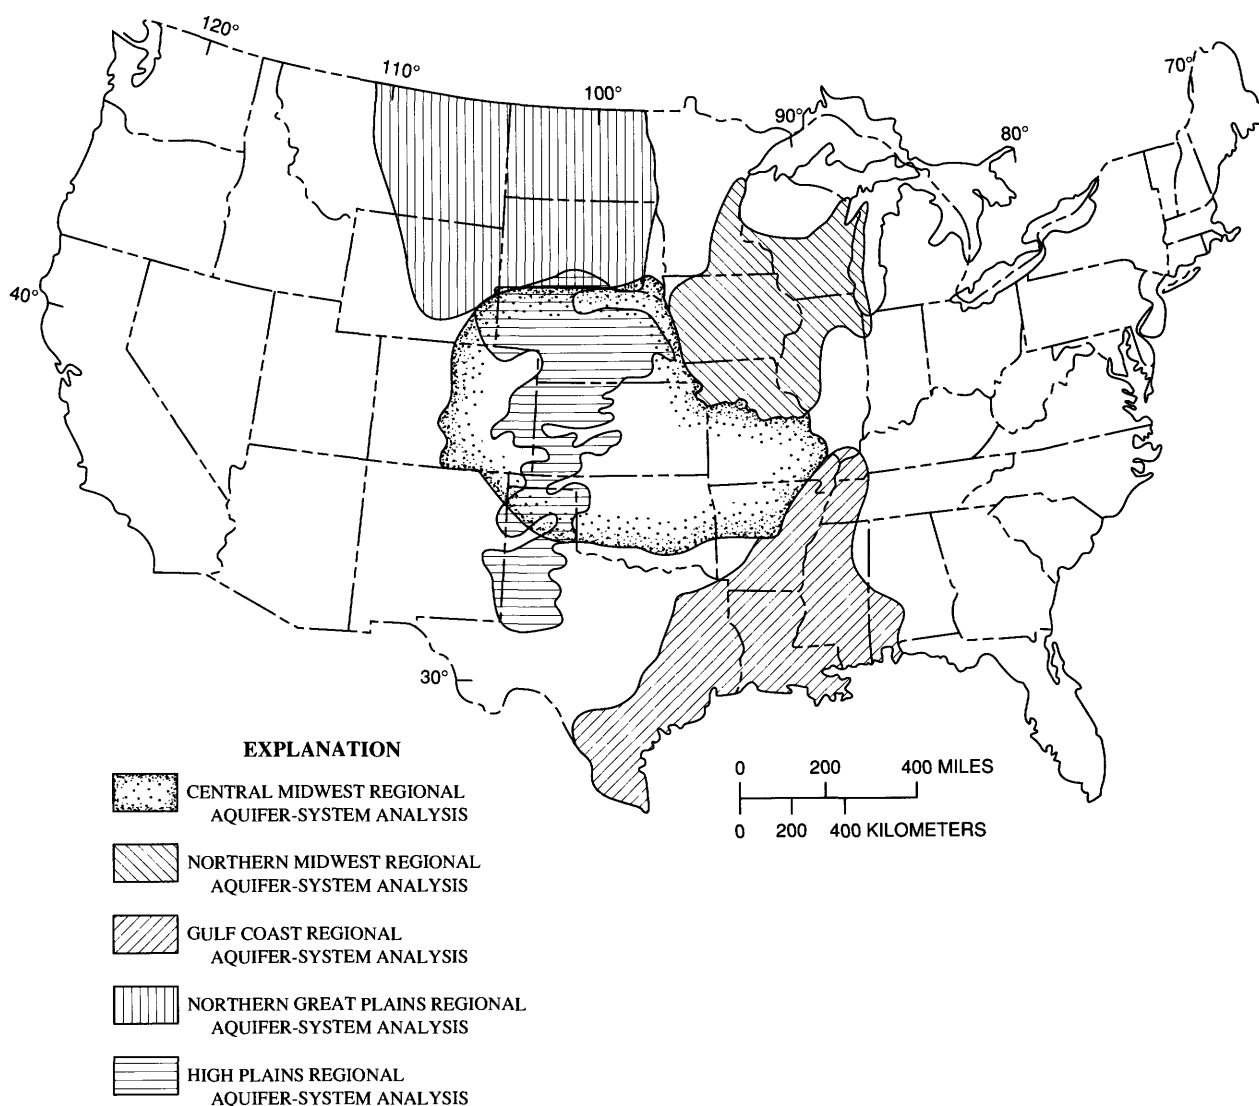 120°
110°
100°
90°
80°
70°
40°
30°
EXPLANATION
CENTRAL MIDWEST REGIONAL
AQUIFER-SYSTEM ANALYSIS
NORTHERN MIDWEST REGIONAL
AQUIFER-SYSTEM ANALYSIS
GULF COAST REGIONAL
AQUIFER-SYSTEM ANALYSIS
NORTHERN GREAT PLAINS REGIONAL
AQUIFER-SYSTEM ANALYSIS
HIGH PLAINS REGIONAL
AQUIFER-SYSTEM ANALYSIS
0 200 400 MILES
0 200 400 KILOMETERS